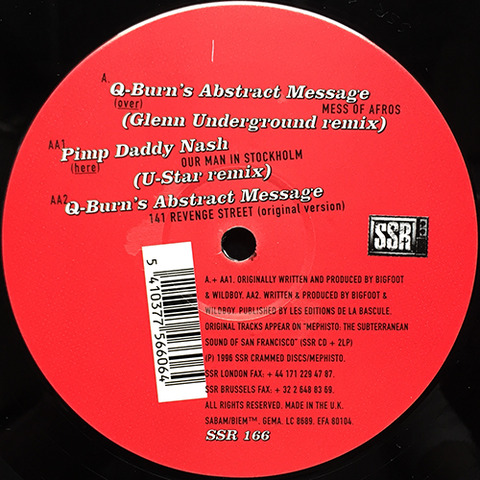 A. Q-Burn's Abstract Message
(over) MESS OF AFROS
(Glenn Underground remix)
AA1 Pimp Daddy Nash
(here) OUR MAN IN STOCKHOLM
(U-Star remix)
AA2 Q-Burn's Abstract Message
141 REVENGE STREET (original version)
SSR
5 410377 566064
A.+ AA1. ORIGINALLY WRITTEN AND PRODUCED BY BIGFOOT
& WILDBOY. AA2. WRITTEN & PRODUCED BY BIGFOOT &
WILDBOY. PUBLISHED BY LES EDITIONS DE LA BASCULE.
ORIGINAL TRACKS APPEAR ON "MEPHISTO: THE SUBTERRANEAN
SOUND OF SAN FRANCISCO" (SSR CD + 2LP)
(P) 1996 SSR CRAMMED DISCS/MEPHISTO.
SSR LONDON FAX: + 44 171 229 47 87.
SSR BRUSSELS FAX: + 32 2 648 83 69.
ALL RIGHTS RESERVED. MADE IN THE U.K.
SABAM/BIEM™. GEMA. LC 8689. EFA 80104.
SSR 166